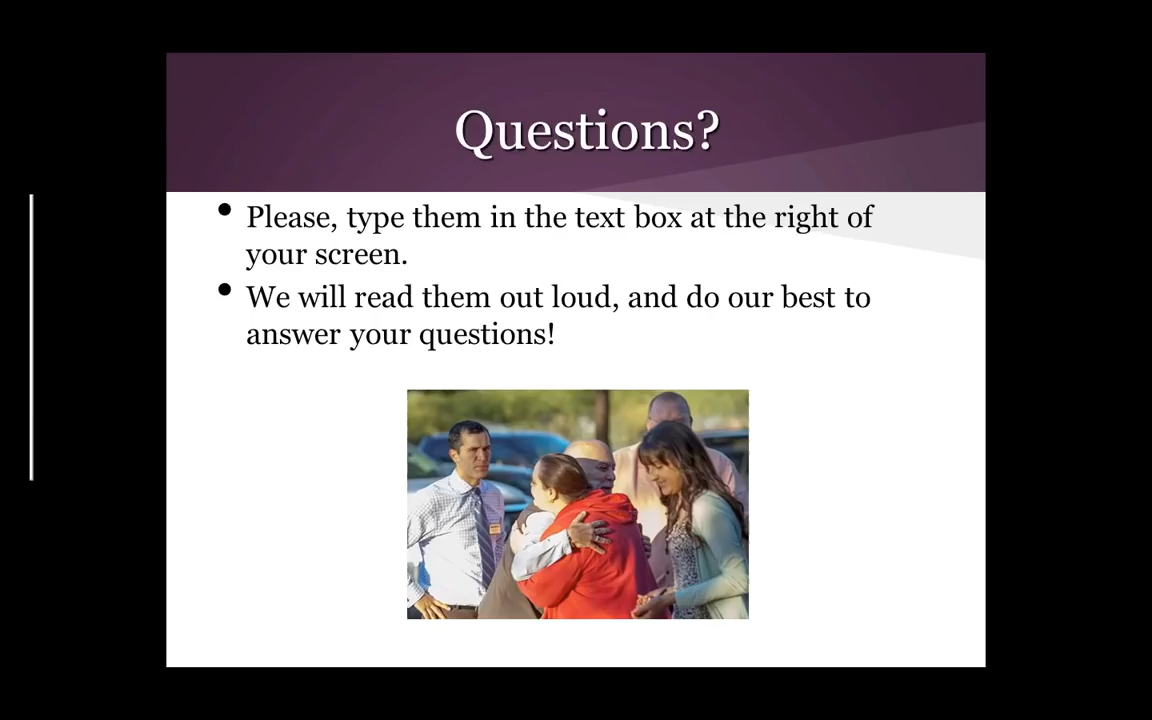 Questions?
Please, type them in the text box at the right of
your screen.
We will read them out loud, and do our best to
answer your questions!